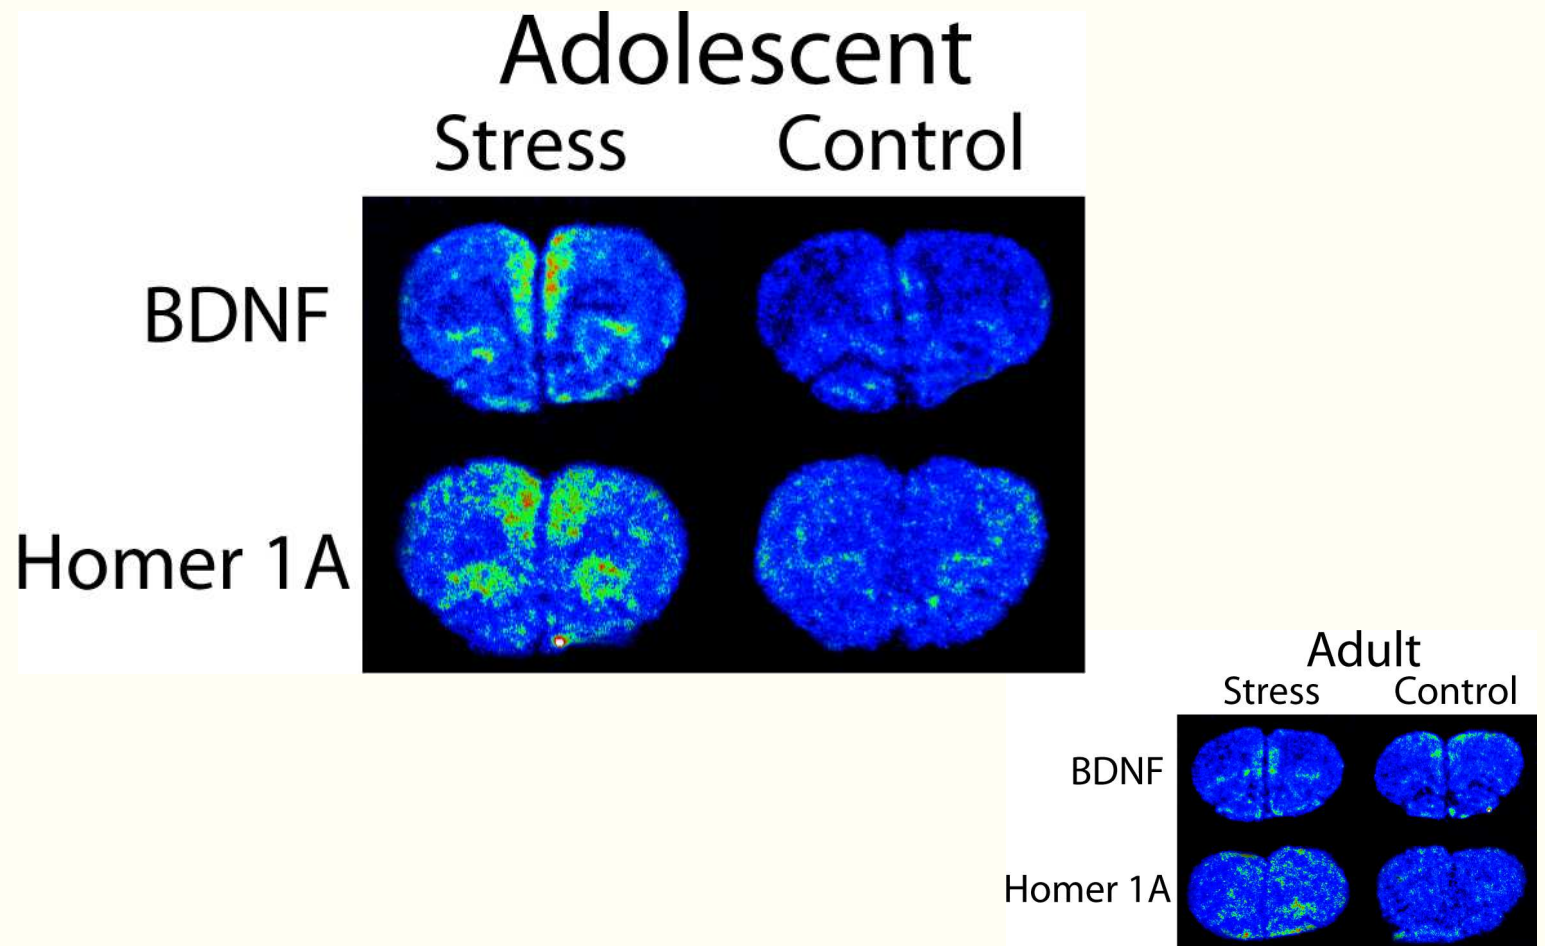 Adolescent
Stress Control
BDNF
Homer 1A
Adult
Stress Control
BDNF
Homer 1A